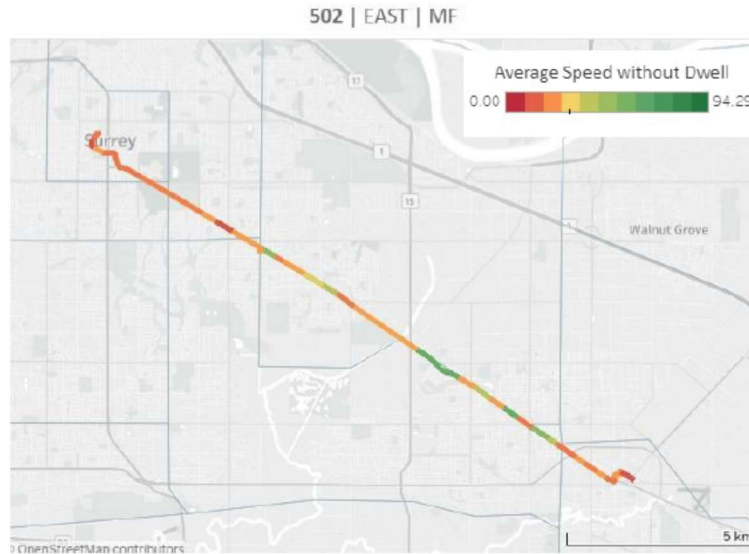 502 | EAST | MF
Average Speed without Dwell
0.00 94.29
Surrey
1
15
Walnut Grove
© OpenStreetMap contributors
5 km